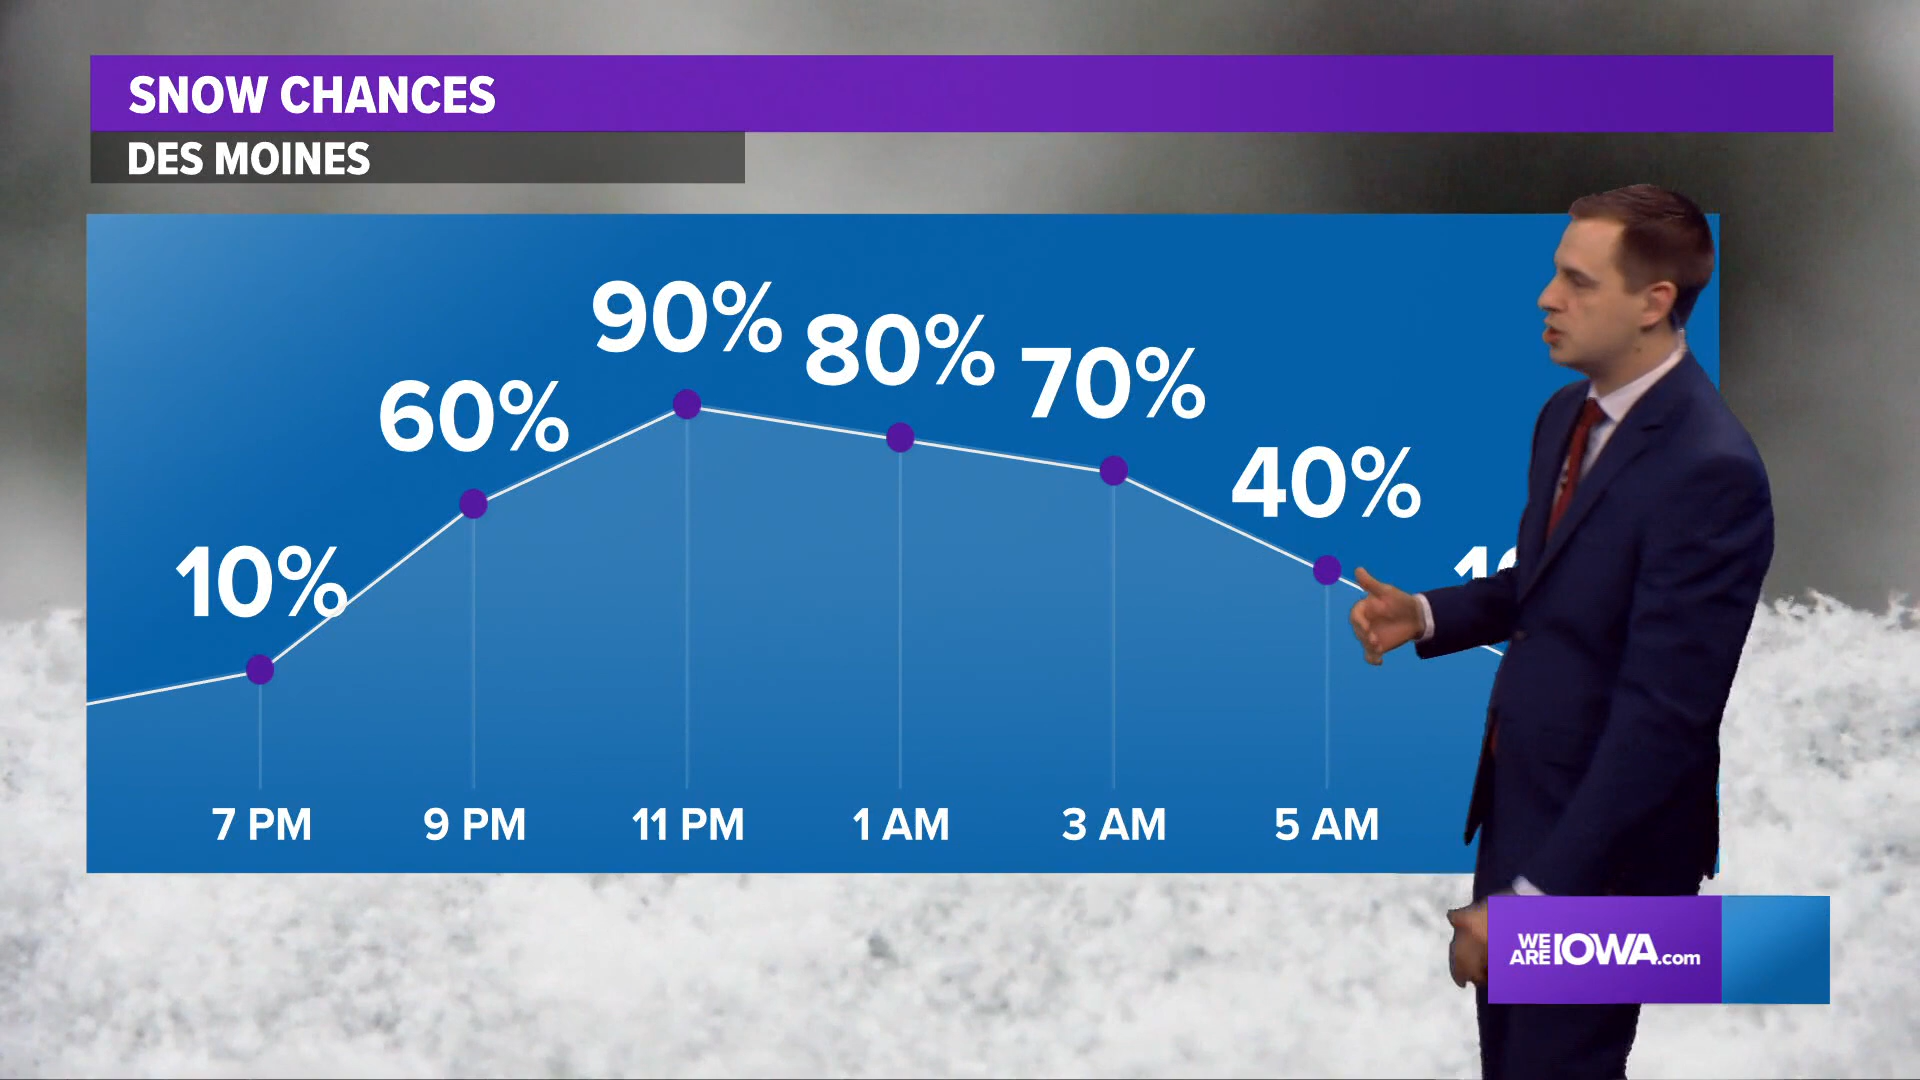 SNOW CHANCES
DES MOINES
10% 60% 90% 80% 70% 40%
7 PM 9 PM 11 PM 1 AM 3 AM 5 AM
WE ARE IOWA.com